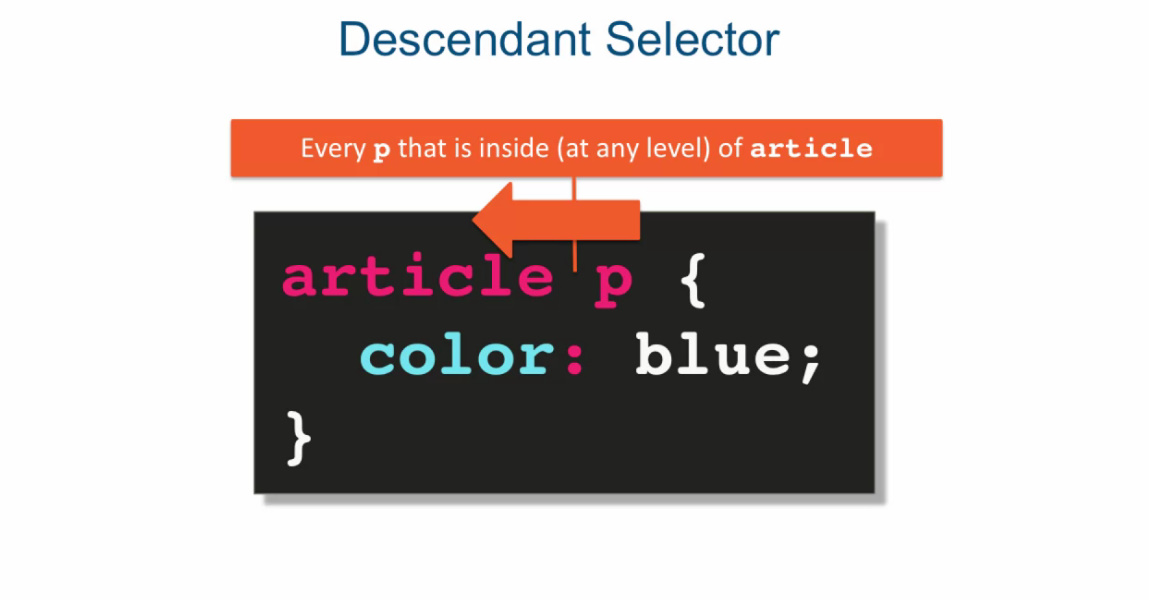 Descendant Selector
Every p that is inside (at any level) of article
article p {
color: blue;
}